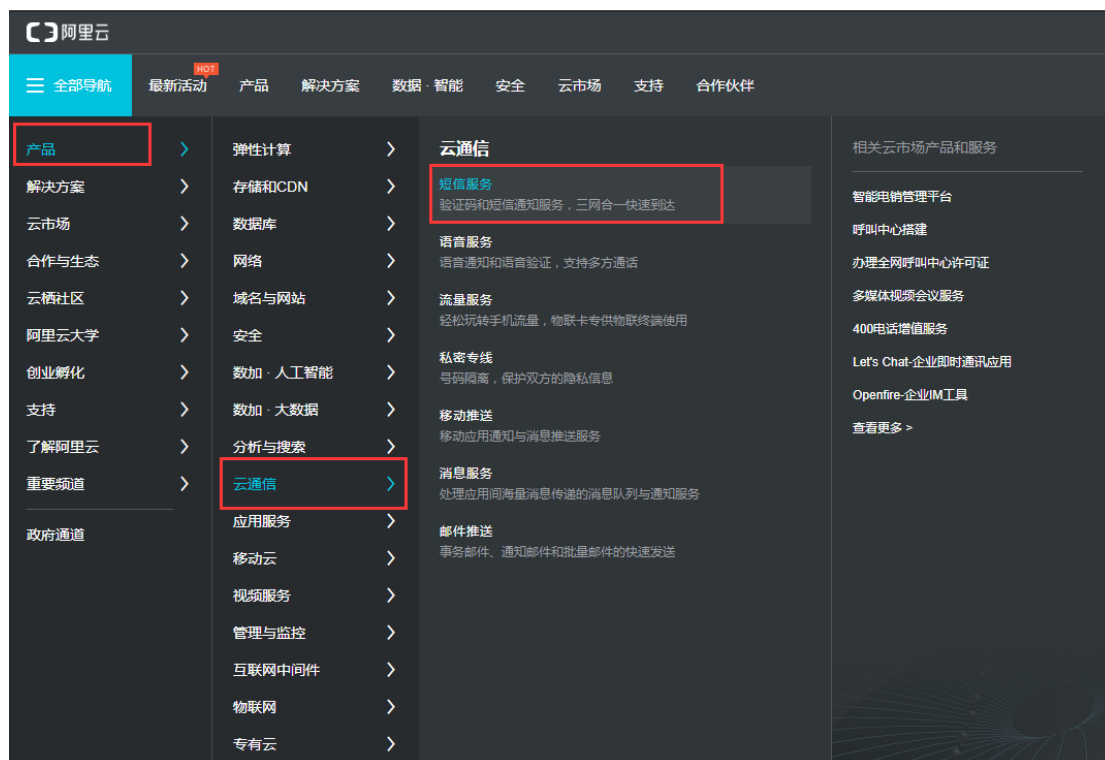 阿里云
全部导航
最新活动
HOT
产品
解决方案
数据 · 智能
安全
云市场
支持
合作伙伴
产品
解决方案
云市场
合作与生态
云栖社区
阿里云大学
创业孵化
支持
了解阿里云
重要频道
政府通道
弹性计算
存储和CDN
数据库
网络
域名与网站
安全
数加 · 人工智能
数加 · 大数据
分析与搜索
云通信
应用服务
移动云
视频服务
管理与监控
互联网中间件
物联网
专有云
云通信
短信服务
验证码和短信通知服务，三网合一快速到达
语音服务
语音通知和语音验证，支持多方通话
流量服务
轻松玩转手机流量，物联卡专供物联终端使用
私密专线
号码隔离，保护双方的隐私信息
移动推送
移动应用通知与消息推送服务
消息服务
处理应用间海量消息传递的消息队列与通知服务
邮件推送
事务邮件、通知邮件和批量邮件的快速发送
相关云市场产品和服务
智能电销管理平台
呼叫中心搭建
办理全网呼叫中心许可证
多媒体视频会议服务
400电话增值服务
Let's Chat-企业即时通讯应用
Openfire-企业IM工具
查看更多 >